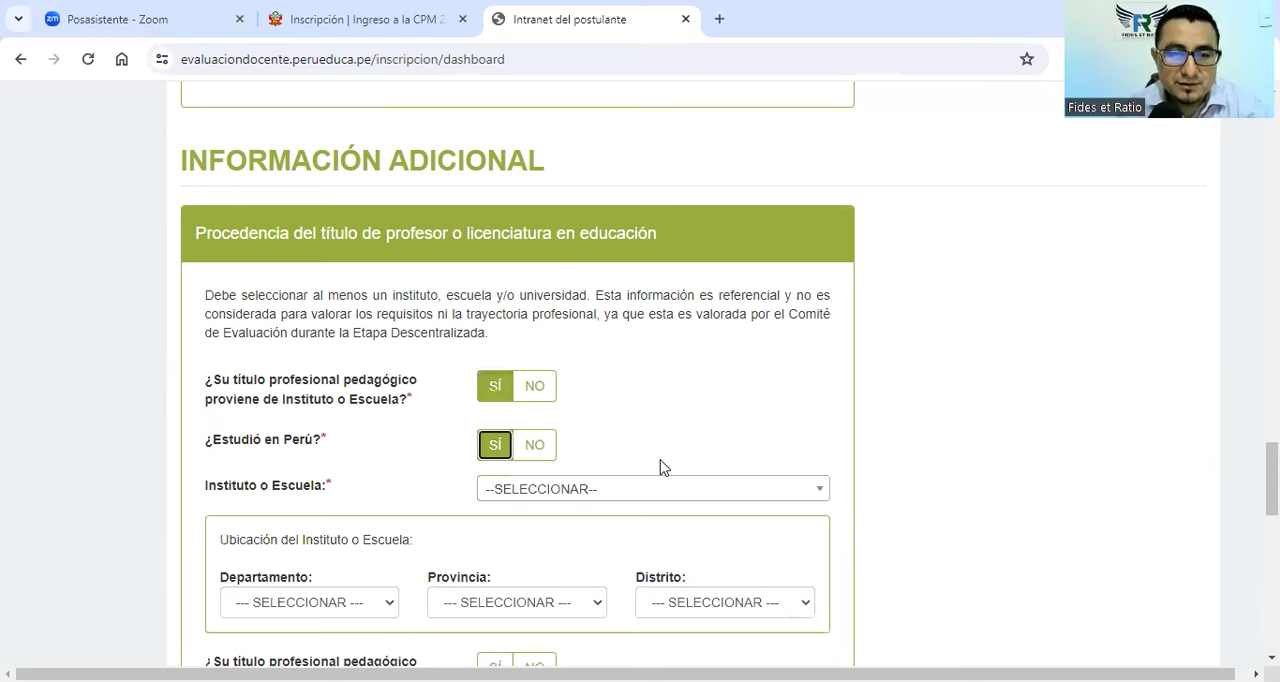 Posasistente - Zoom
Inscripción | Ingreso a la CPM 2
Intranet del postulante
evaluaciondocente.perueduca.pe/inscripcion/dashboard
FIDES ET RATIO
Fides et Ratio
INFORMACIÓN ADICIONAL
Procedencia del título de profesor o licenciatura en educación
Debe seleccionar al menos un instituto, escuela y/o universidad. Esta información es referencial y no es
considerada para valorar los requisitos ni la trayectoria profesional, ya que esta es valorada por el Comité
de Evaluación durante la Etapa Descentralizada.
¿Su título profesional pedagógico
proviene de Instituto o Escuela?*
SÍ NO
¿Estudió en Perú?*
SÍ NO
Instituto o Escuela:*
--SELECCIONAR--
Ubicación del Instituto o Escuela:
Departamento: Provincia: Distrito:
--- SELECCIONAR --- --- SELECCIONAR --- --- SELECCIONAR ---
¿Su título profesional pedagógico
SÍ NO